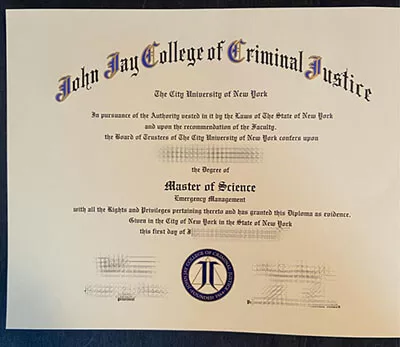 John Jay College of Criminal Justice
The City University of New York
In pursuance of the Authority vested in it by the Laws of The State of New York
and upon the recommendation of the Faculty.
the Board of Trustees of The City University of New York confers upon
the Degree of
Master of Science
Emergency Management
with all the Rights and Privileges pertaining thereto and has granted this Diploma as evidence.
Given in the City of New York in the State of New York
this first day of